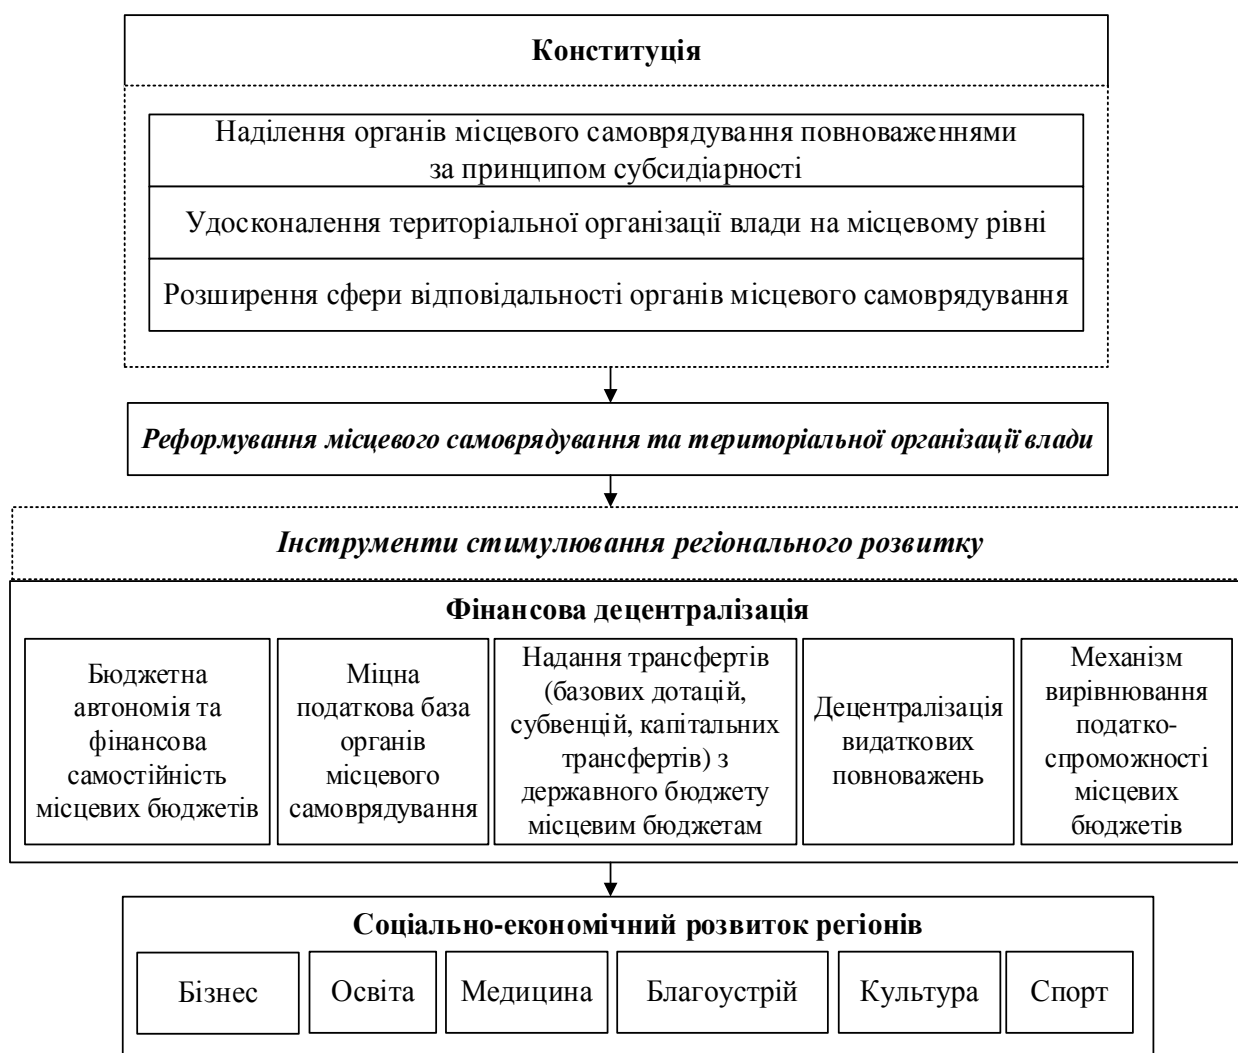 Конституція
Наділення органів місцевого самоврядування повноваженнями
за принципом субсидіарності
Удосконалення територіальної організації влади на місцевому рівні
Розширення сфери відповідальності органів місцевого самоврядування
Реформування місцевого самоврядування та територіальної організації влади
Інструменти стимулювання регіонального розвитку
Фінансова децентралізація
Бюджетна
автономія та
фінансова
самостійність
місцевих бюджетів
Міцна
податкова база
органів
місцевого
самоврядування
Надання трансфертів
(базових дотацій,
субвенцій, капітальних
трансфертів) з
державного бюджету
місцевим бюджетам
Децентралізація
видаткових
повноважень
Механізм
вирівнювання
податко-
спроможності
місцевих
бюджетів
Соціально-економічний розвиток регіонів
Бізнес
Освіта
Медицина
Благоустрій
Культура
Спорт